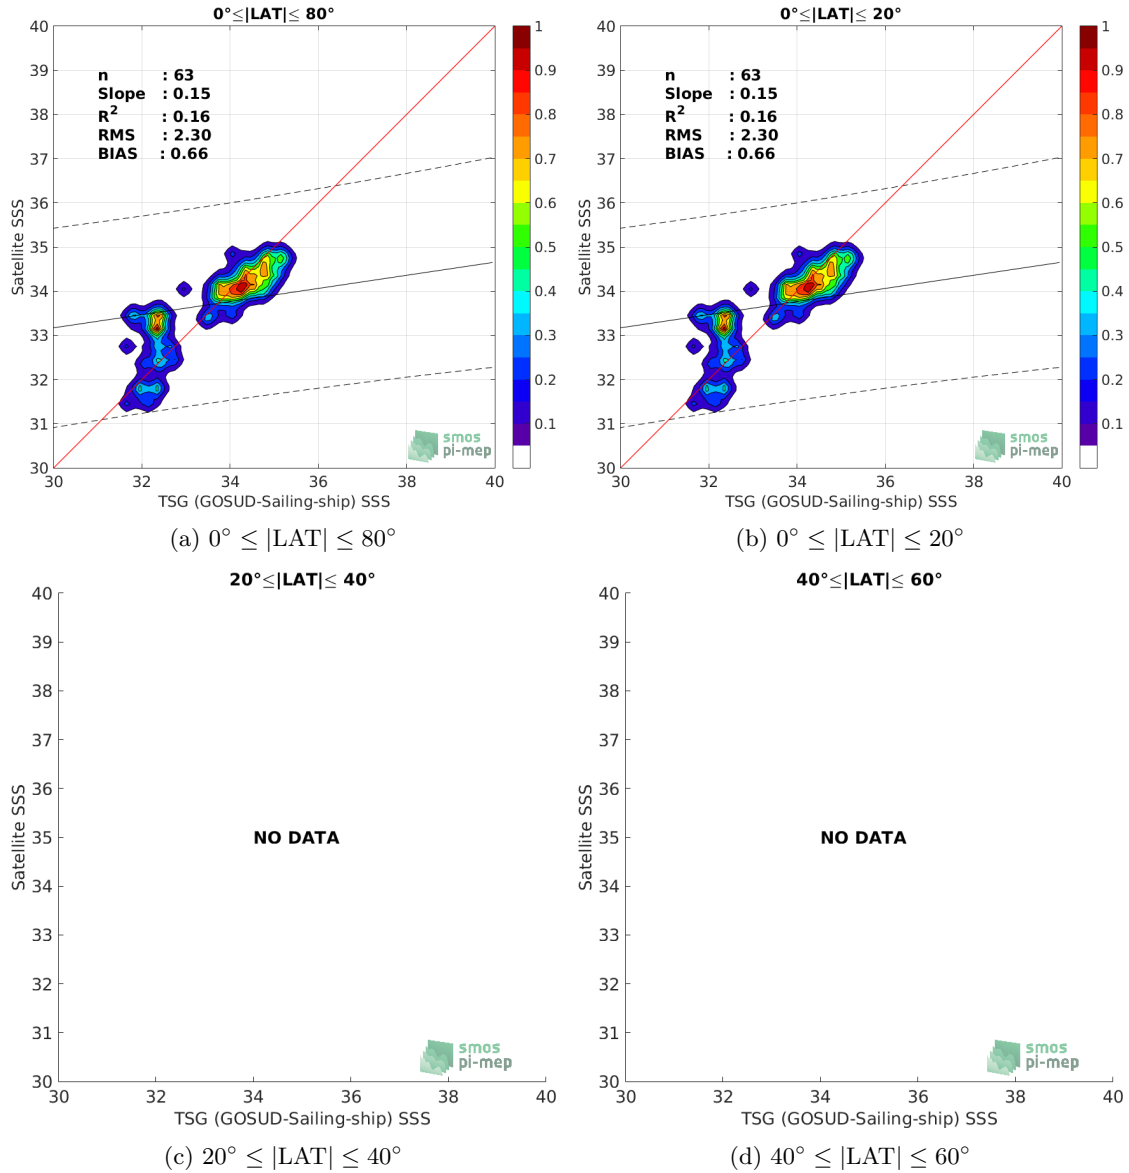 0°≤|LAT|≤ 80°
40
39
38
37
36
35
34
33
32
31
30
Satellite SSS
n : 63
Slope : 0.15
R² : 0.16
RMS : 2.30
BIAS : 0.66
smos
pi-mep
30 32 34 36 38 40
TSG (GOSUD-Sailing-ship) SSS
1
0.9
0.8
0.7
0.6
0.5
0.4
0.3
0.2
0.1
(a) 0° ≤ |LAT| ≤ 80°
0°≤|LAT|≤ 20°
40
39
38
37
36
35
34
33
32
31
30
Satellite SSS
n : 63
Slope : 0.15
R² : 0.16
RMS : 2.30
BIAS : 0.66
smos
pi-mep
30 32 34 36 38 40
TSG (GOSUD-Sailing-ship) SSS
1
0.9
0.8
0.7
0.6
0.5
0.4
0.3
0.2
0.1
(b) 0° ≤ |LAT| ≤ 20°
20°≤|LAT|≤ 40°
40
39
38
37
36
35
34
33
32
31
30
Satellite SSS
NO DATA
smos
pi-mep
30 32 34 36 38 40
TSG (GOSUD-Sailing-ship) SSS
(c) 20° ≤ |LAT| ≤ 40°
40°≤|LAT|≤ 60°
40
39
38
37
36
35
34
33
32
31
30
Satellite SSS
NO DATA
smos
pi-mep
30 32 34 36 38 40
TSG (GOSUD-Sailing-ship) SSS
(d) 40° ≤ |LAT| ≤ 60°